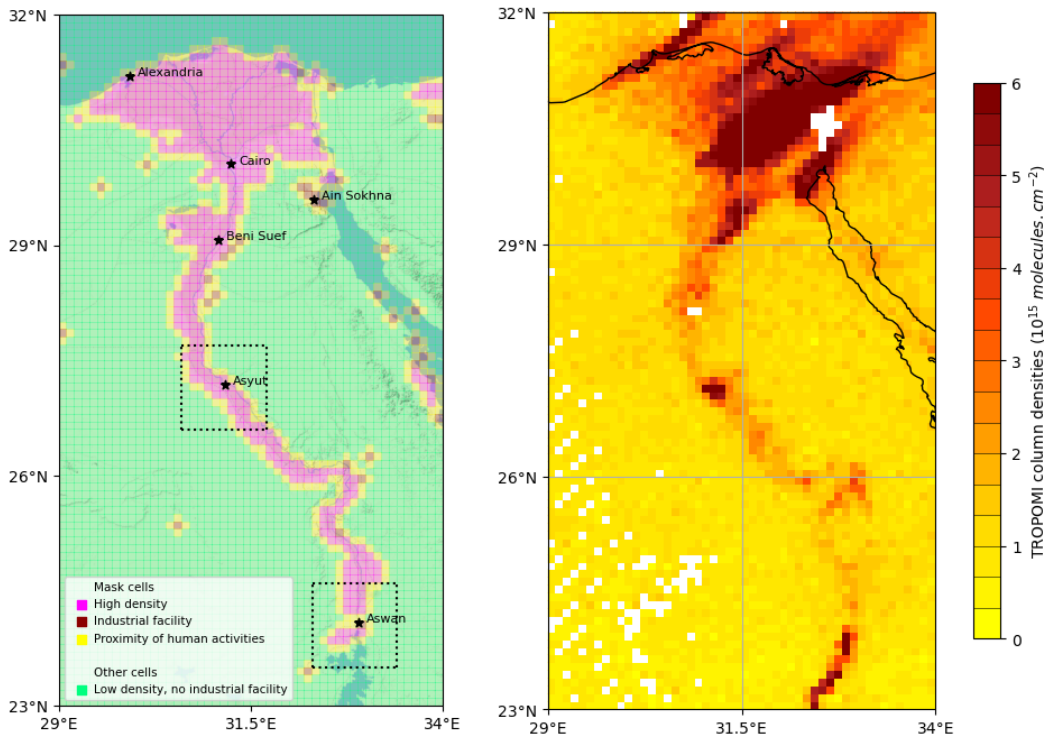 32°N
29°N
26°N
23°N
29°E
31.5°E
34°E
Alexandria
Cairo
Ain Sokhna
Beni Suef
Asyut
Aswan
Mask cells
High density
Industrial facility
Proximity of human activities
Other cells
Low density, no industrial facility
32°N
29°N
26°N
23°N
29°E
31.5°E
34°E
6
5
4
3
2
1
0
TROPOMI column densities (10¹⁵ molecules.cm⁻²)